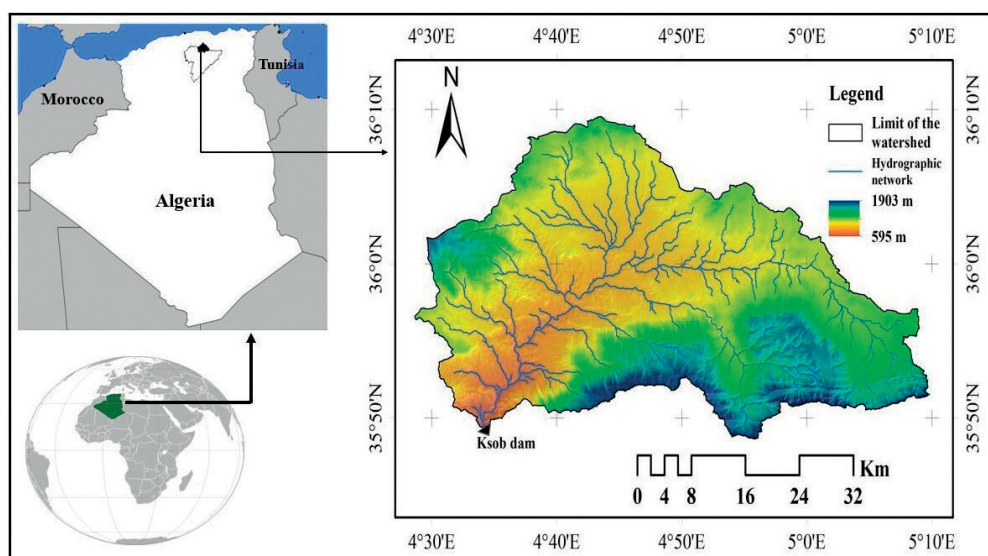 Morocco
Tunisia
Algeria
4°30'E
4°40'E
4°50'E
5°0'E
5°10'E
36°10'N
36°0'N
35°50'N
N
36°10'N
36°0'N
35°50'N
Legend
Limit of the
watershed
Hydrographic
network
1903 m
595 m
Ksob dam
Km
0 4 8 16 24 32
4°30'E
4°40'E
4°50'E
5°0'E
5°10'E